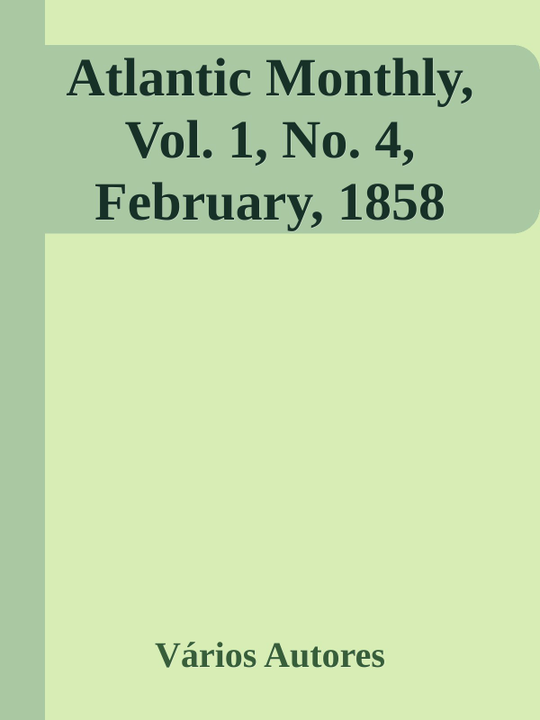 Atlantic Monthly,
Vol. 1, No. 4,
February, 1858
Vários Autores